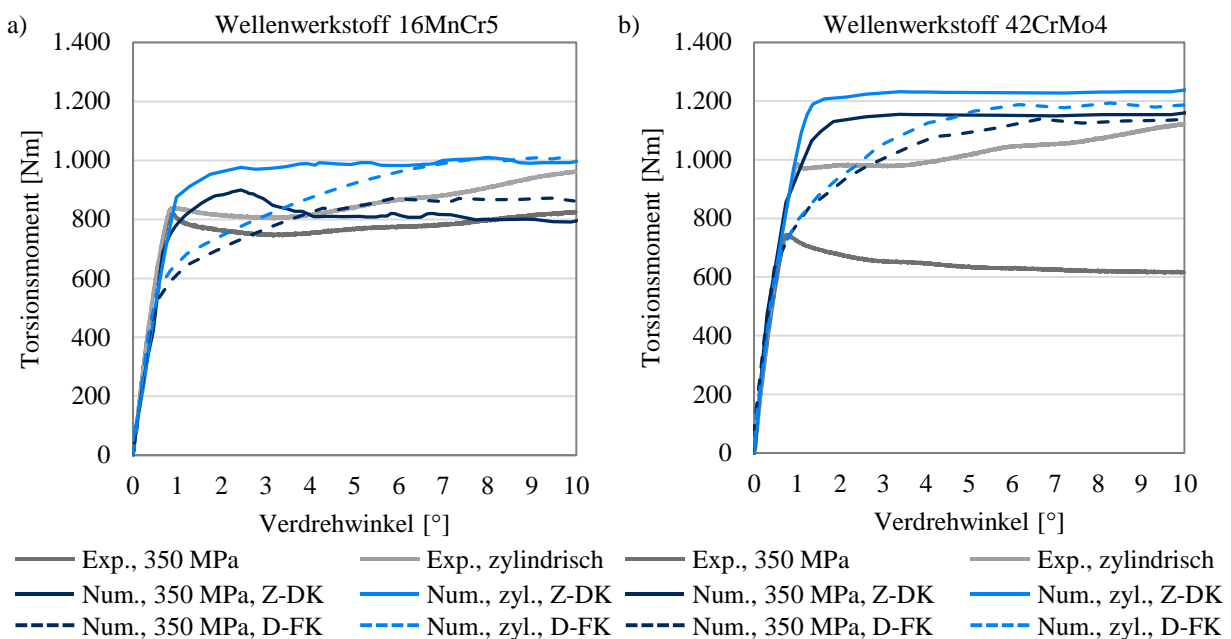 a)
Wellenwerkstoff 16MnCr5
1.400
1.200
1.000
800
600
400
200
0
Torsionsmoment [Nm]
0 1 2 3 4 5 6 7 8 9 10
Verdrehwinkel [°]
b)
Wellenwerkstoff 42CrMo4
1.400
1.200
1.000
800
600
400
200
0
Torsionsmoment [Nm]
0 1 2 3 4 5 6 7 8 9 10
Verdrehwinkel [°]
Exp., 350 MPa Exp., zylindrisch Exp., 350 MPa Exp., zylindrisch
Num., 350 MPa, Z-DK Num., zyl., Z-DK Num., 350 MPa, Z-DK Num., zyl., Z-DK
Num., 350 MPa, D-FK Num., zyl., D-FK Num., 350 MPa, D-FK Num., zyl., D-FK